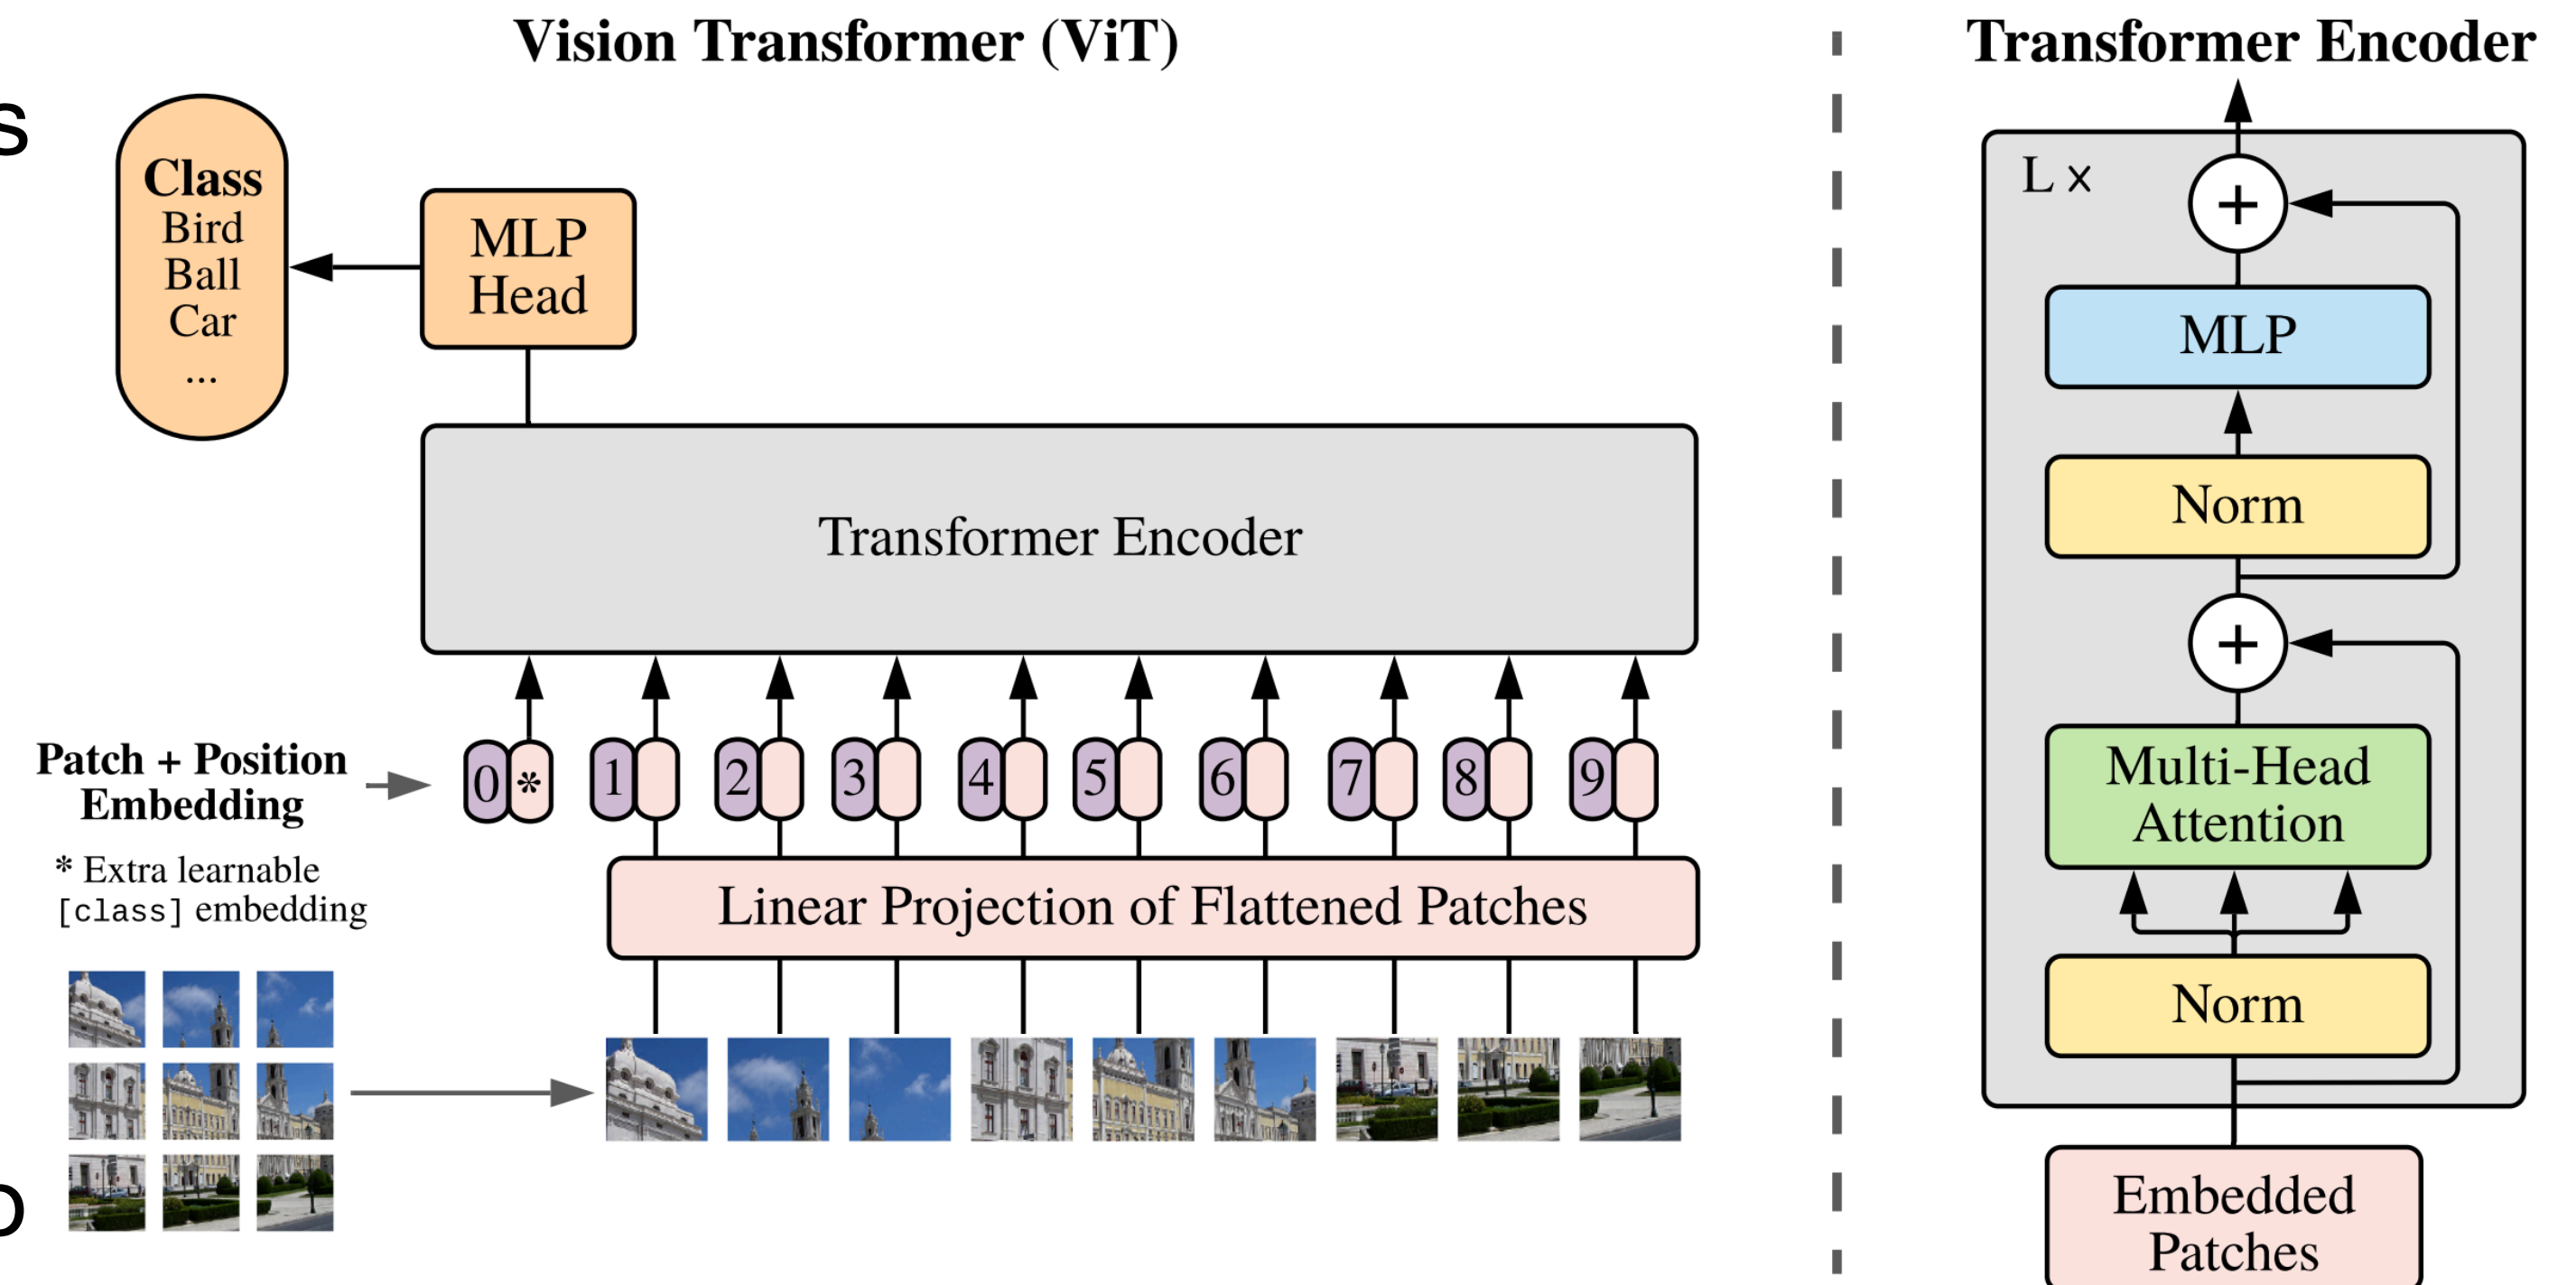 Vision Transformer (ViT)
s
Class
Bird
Ball
Car
...
MLP
Head
Transformer Encoder
Patch + Position
Embedding
0 * 1 2 3 4 5 6 7 8 9
* Extra learnable
[class] embedding
Linear Projection of Flattened Patches
Transformer Encoder
L ×
+
MLP
Norm
+
Multi-Head
Attention
Norm
Embedded
Patches